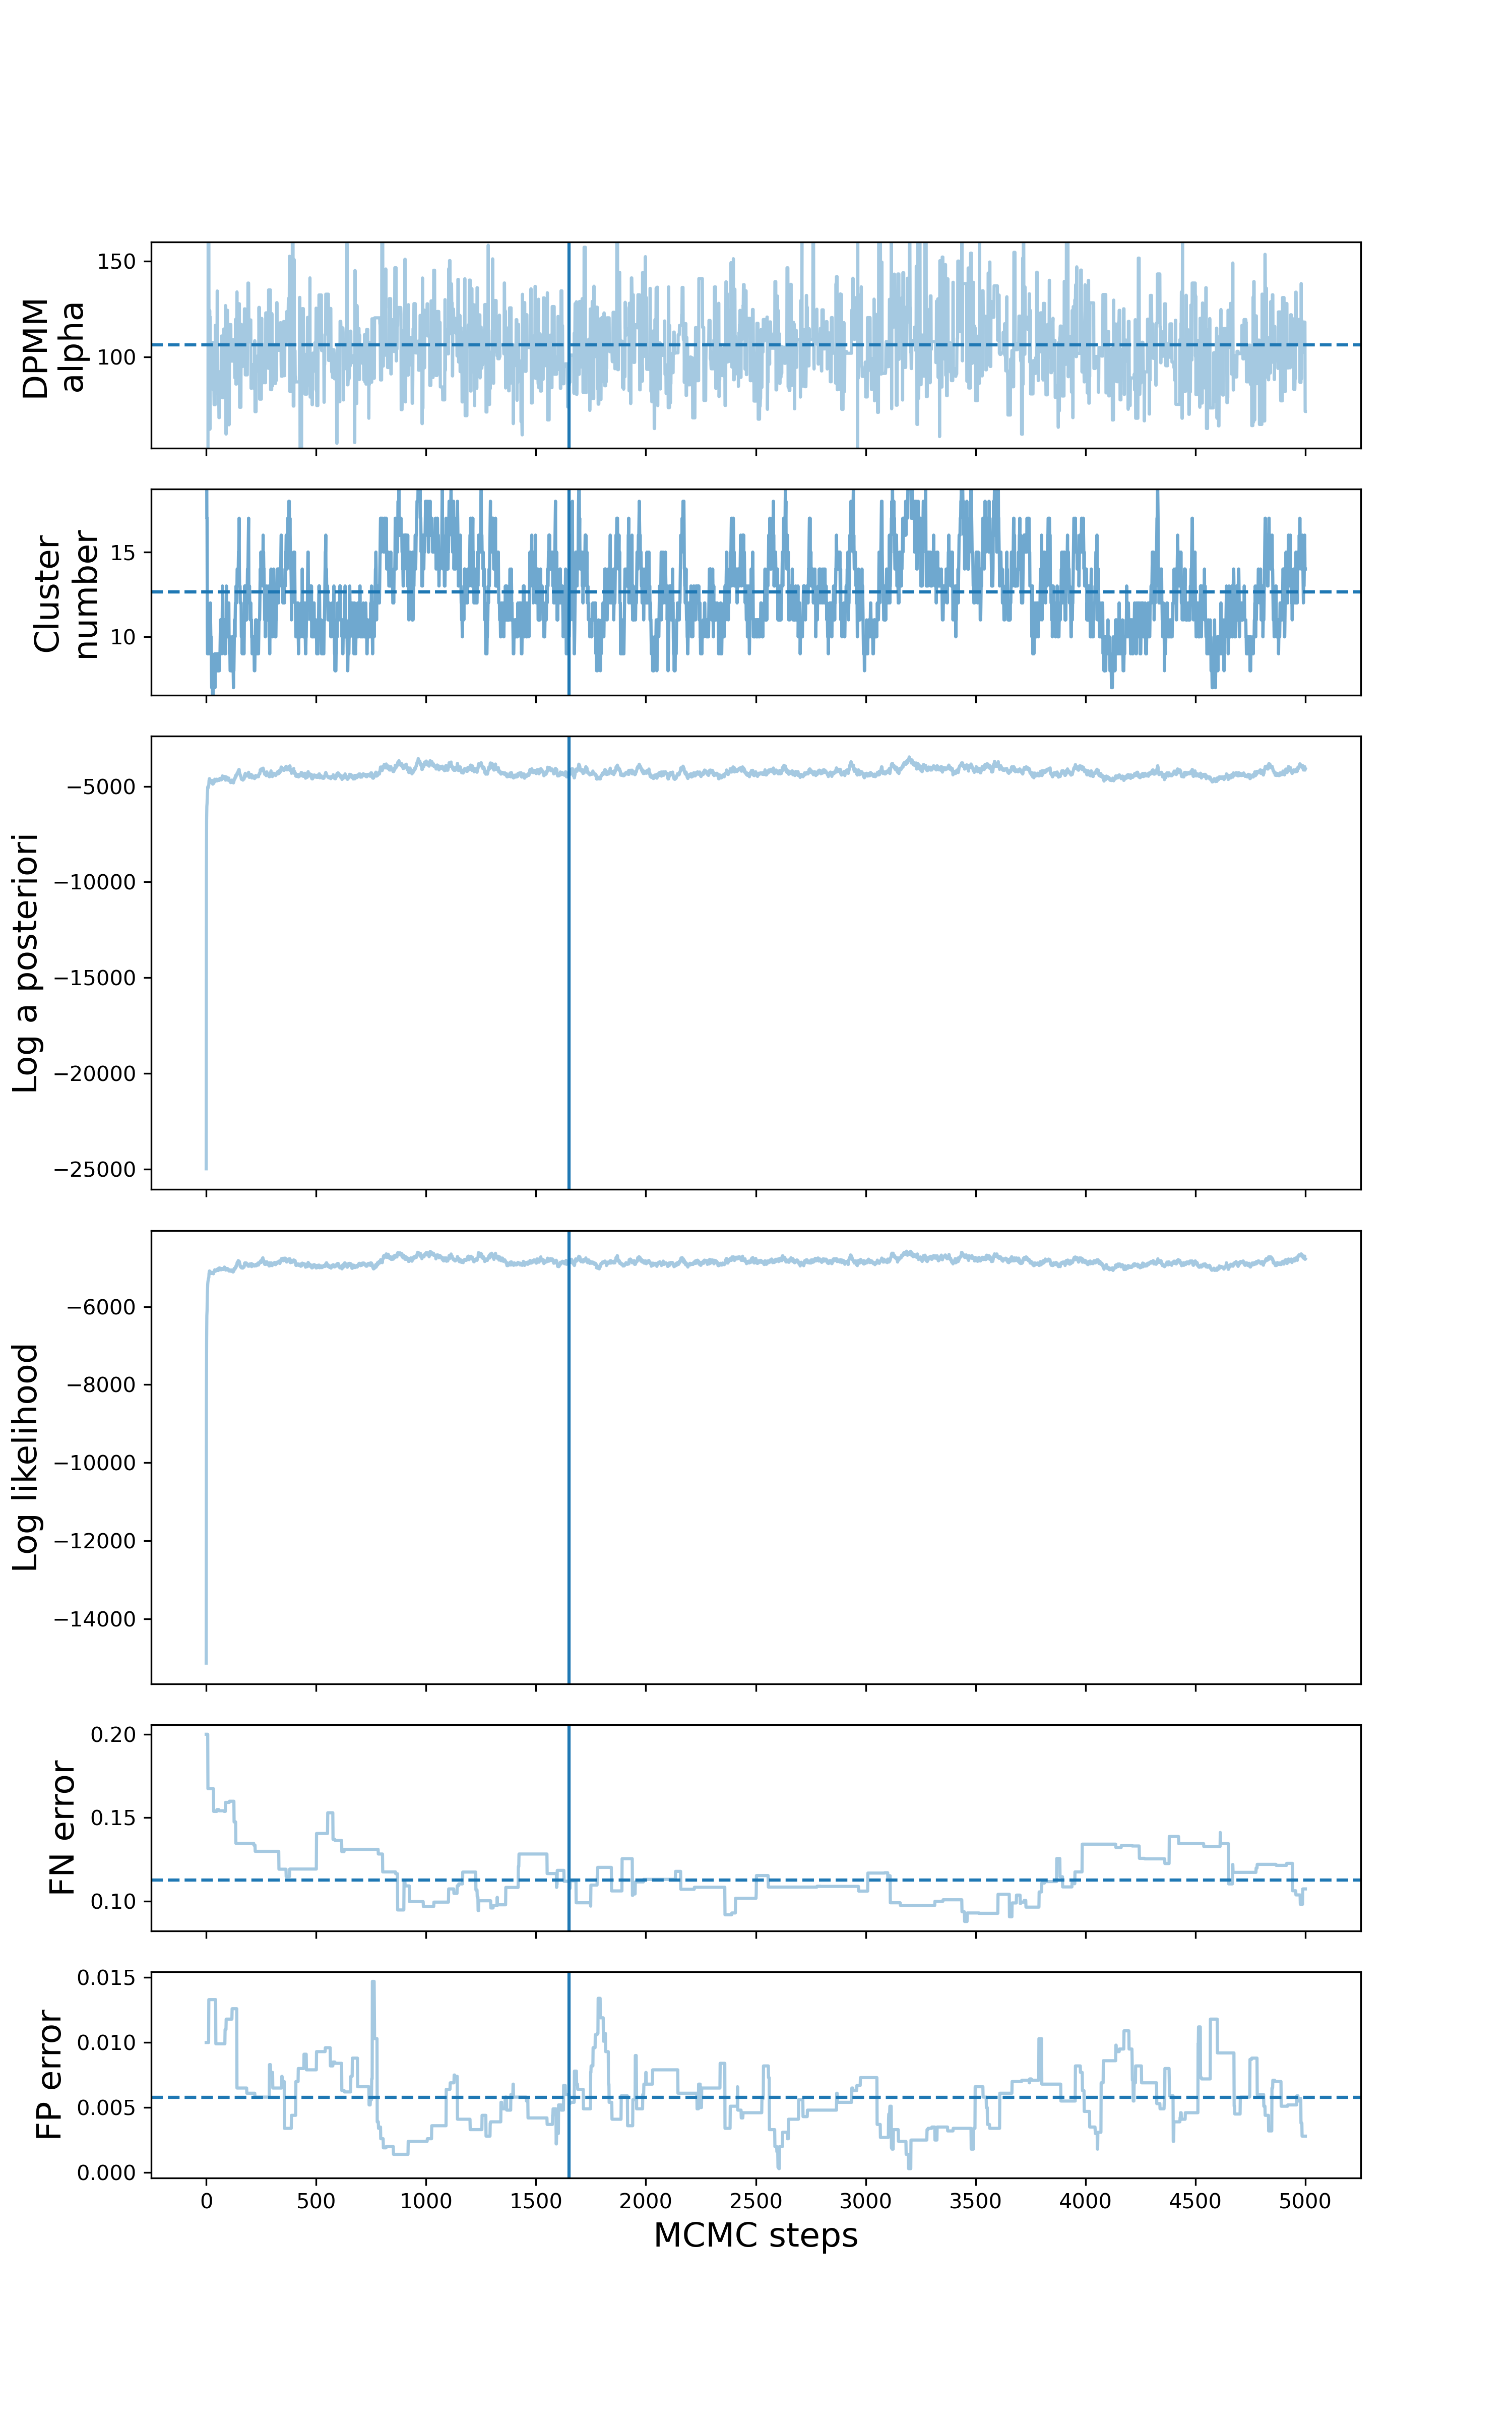 DPMM
alpha
150
100
Cluster
number
15
10
Log a posteriori
−5000
−10000
−15000
−20000
−25000
Log likelihood
−6000
−8000
−10000
−12000
−14000
FN error
0.20
0.15
0.10
FP error
0.015
0.010
0.005
0.000
0 500 1000 1500 2000 2500 3000 3500 4000 4500 5000
MCMC steps